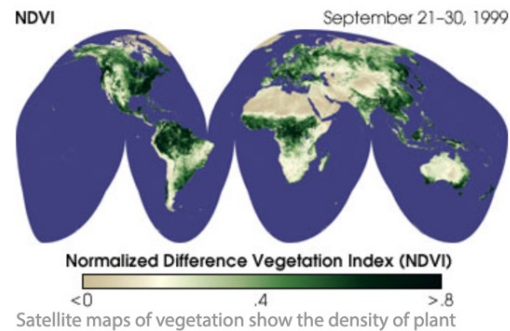 NDVI
September 21–30, 1999
Normalized Difference Vegetation Index (NDVI)
<0 .4 >.8
Satellite maps of vegetation show the density of plant